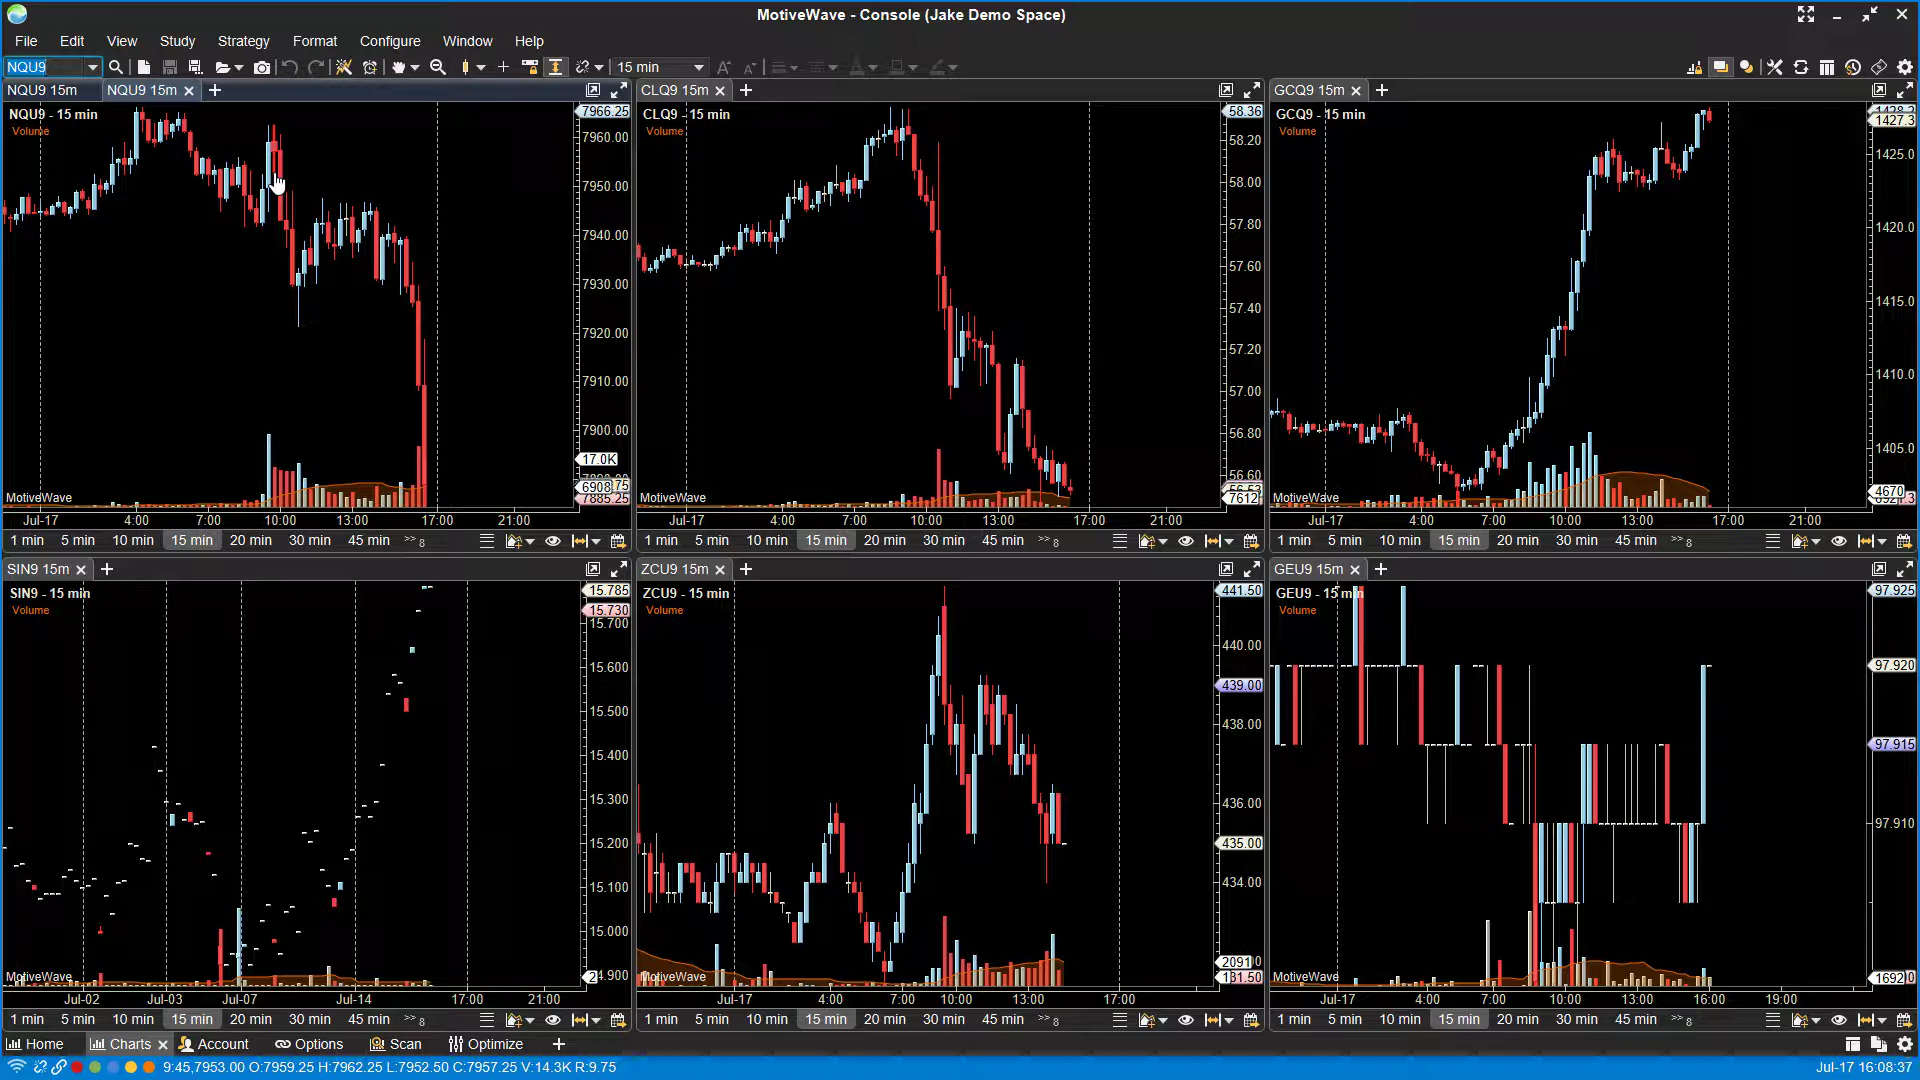 MotiveWave - Console (Jake Demo Space)
File Edit View Study Strategy Format Configure Window Help
NQU9 15 min
NQU9 15m NQU9 15m
NQU9 - 15 min
Volume
7966.25
7960.00
7950.00
7940.00
7930.00
7920.00
7910.00
7900.00
17.0K
6908
7885.25
MotiveWave
Jul-17 4:00 7:00 10:00 13:00 17:00 21:00
1 min 5 min 10 min 15 min 20 min 30 min 45 min >> 8
CLQ9 15m
CLQ9 - 15 min
Volume
58.36
58.20
58.00
57.80
57.60
57.40
57.20
57.00
56.80
56.60
7612
MotiveWave
Jul-17 4:00 7:00 10:00 13:00 17:00 21:00
1 min 5 min 10 min 15 min 20 min 30 min 45 min >> 8
GCQ9 15m
GCQ9 - 15 min
Volume
1427.3
1425.0
1420.0
1415.0
1410.0
1405.0
4670
MotiveWave
Jul-17 4:00 7:00 10:00 13:00 17:00 21:00
1 min 5 min 10 min 15 min 20 min 30 min 45 min >> 8
SIN9 15m
SIN9 - 15 min
Volume
15.785
15.730
15.700
15.600
15.500
15.400
15.300
15.200
15.100
15.000
14.900
2
MotiveWave
Jul-02 Jul-03 Jul-07 Jul-14 17:00 21:00
1 min 5 min 10 min 15 min 20 min 30 min 45 min >> 8
ZCU9 15m
ZCU9 - 15 min
Volume
441.50
440.00
439.00
438.00
436.00
435.00
434.00
2091
431.50
MotiveWave
Jul-17 4:00 7:00 10:00 13:00 17:00
1 min 5 min 10 min 15 min 20 min 30 min 45 min >> 8
GEU9 15m
GEU9 - 15 min
Volume
97.925
97.920
97.915
97.910
1692
MotiveWave
Jul-17 4:00 7:00 10:00 13:00 16:00 19:00
1 min 5 min 10 min 15 min 20 min 30 min 45 min >> 8
Home Charts Account Options Scan Optimize
9:45,7953.00 O:7959.25 H:7962.25 L:7952.50 C:7957.25 V:14.3K R:9.75
Jul-17 16:08:37